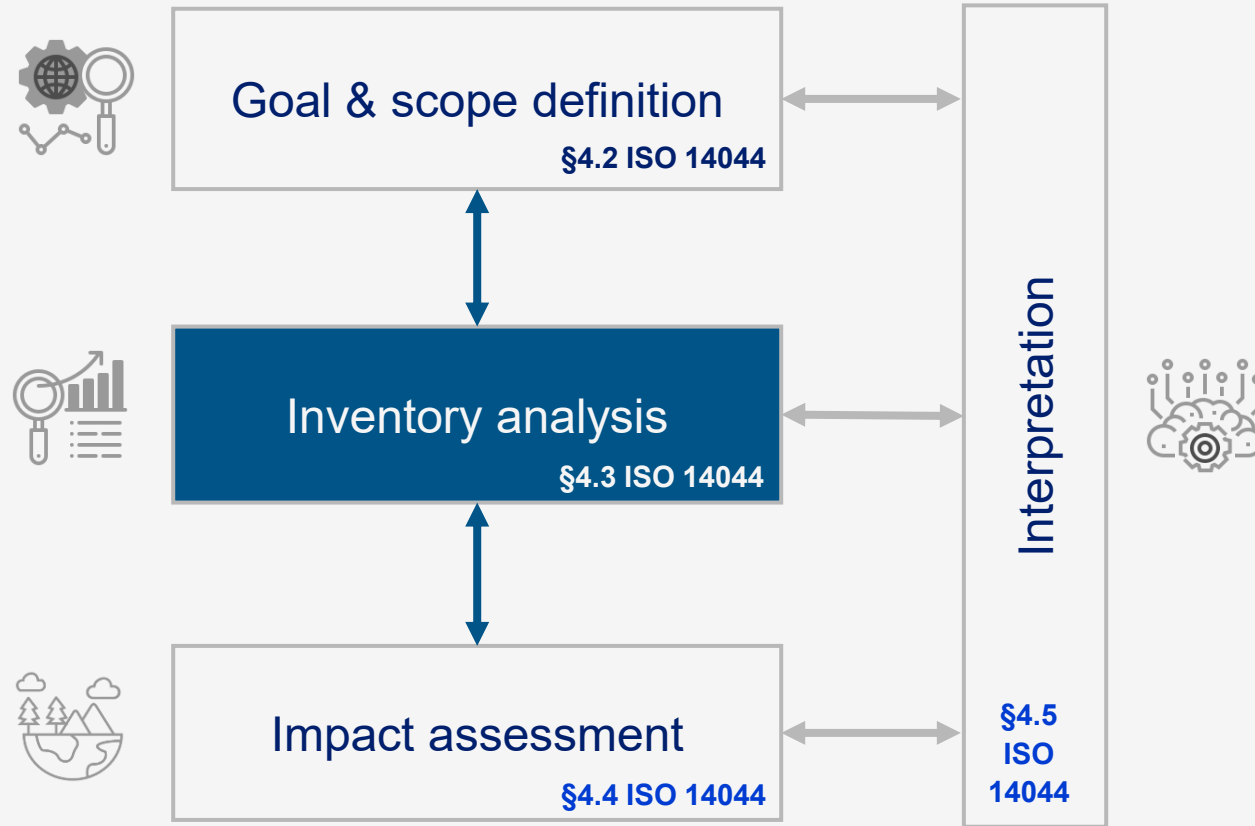 Goal & scope definition
§4.2 ISO 14044
Inventory analysis
§4.3 ISO 14044
Impact assessment
§4.4 ISO 14044
Interpretation
§4.5
ISO
14044